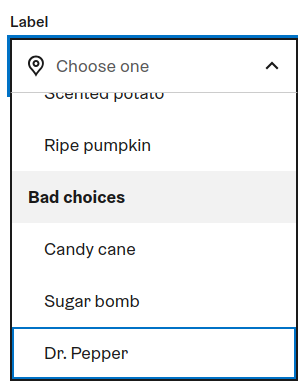 Label
Choose one
Scented potato
Ripe pumpkin
Bad choices
Candy cane
Sugar bomb
Dr. Pepper